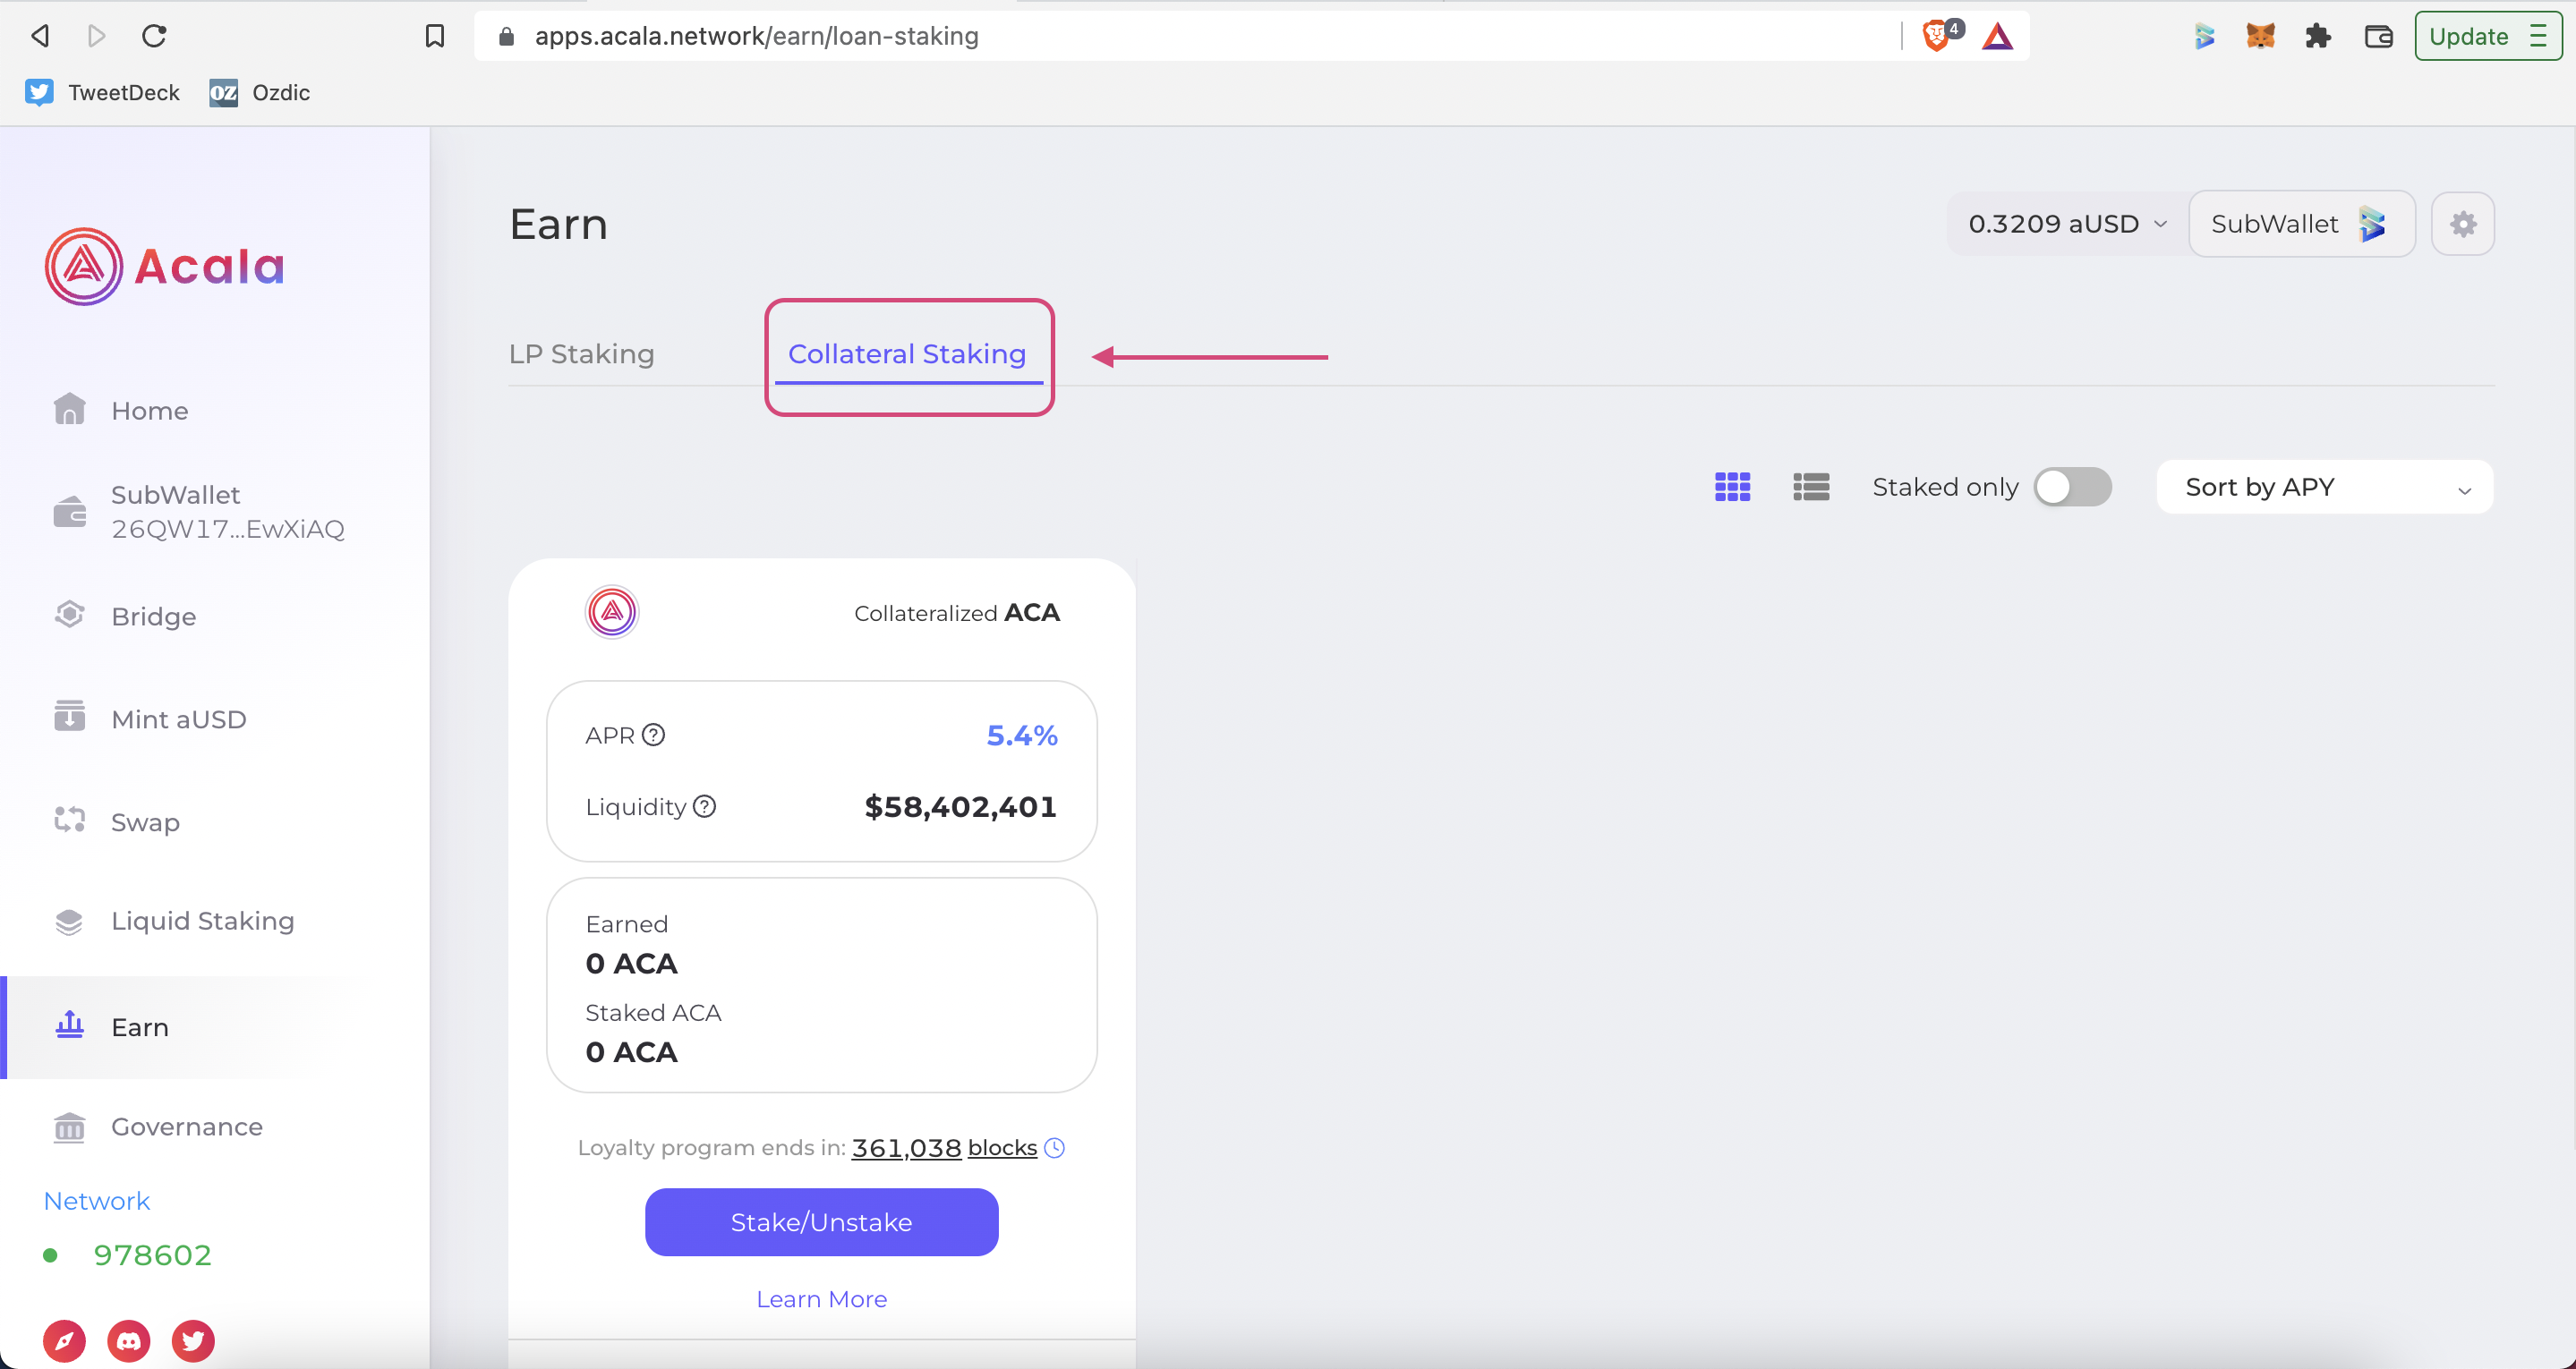 apps.acala.network/earn/loan-staking
4
Update
TweetDeck
OZ
Ozdic
Acala
Home
SubWallet
26QW17...EwXiAQ
Bridge
Mint aUSD
Swap
Liquid Staking
Earn
Governance
Network
978602
Earn
0.3209 aUSD
SubWallet
LP Staking
Collateral Staking
Staked only
Sort by APY
Collateralized ACA
APR ?
5.4%
Liquidity ?
$58,402,401
Earned
0 ACA
Staked ACA
0 ACA
Loyalty program ends in: 361,038 blocks
Stake/Unstake
Learn More